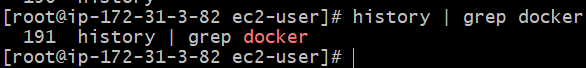 [root@ip-172-31-3-82 ec2-user]# history | grep docker
191 history | grep docker
[root@ip-172-31-3-82 ec2-user]#